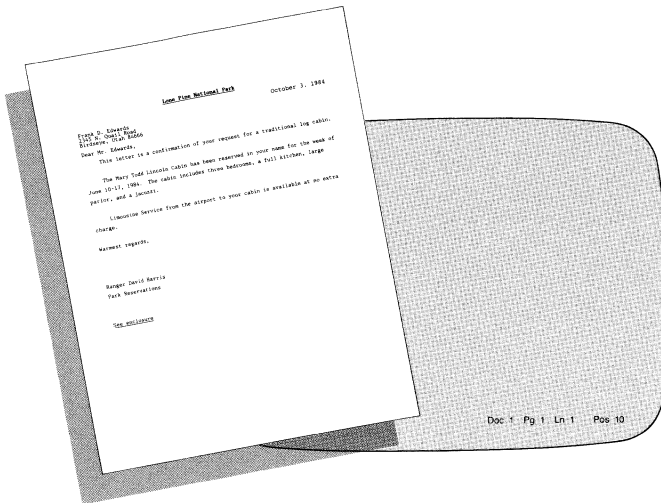 Lone Pine National Park
October 3, 1984
Frank D. Edwards
1345 N. Quail Road
Birdseye, Utah 84666
Dear Mr. Edwards,
This letter is a confirmation of your request for a traditional log cabin.
The Mary Todd Lincoln Cabin has been reserved in your name for the week of
June 10-17, 1984. The cabin includes three bedrooms, a full kitchen, large
parlor, and a jacuzzi.
Limousine Service from the airport to your cabin is available at no extra
charge.
Warmest regards,
Ranger David Harris
Park Reservations
See enclosure
Doc 1 Pg 1 Ln 1 Pos 10